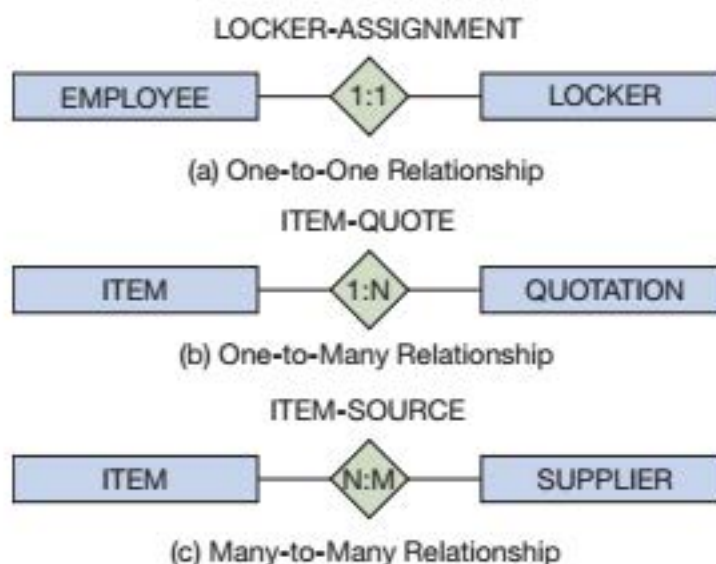 LOCKER-ASSIGNMENT
EMPLOYEE 1:1 LOCKER
(a) One-to-One Relationship
ITEM-QUOTE
ITEM 1:N QUOTATION
(b) One-to-Many Relationship
ITEM-SOURCE
ITEM N:M SUPPLIER
(c) Many-to-Many Relationship